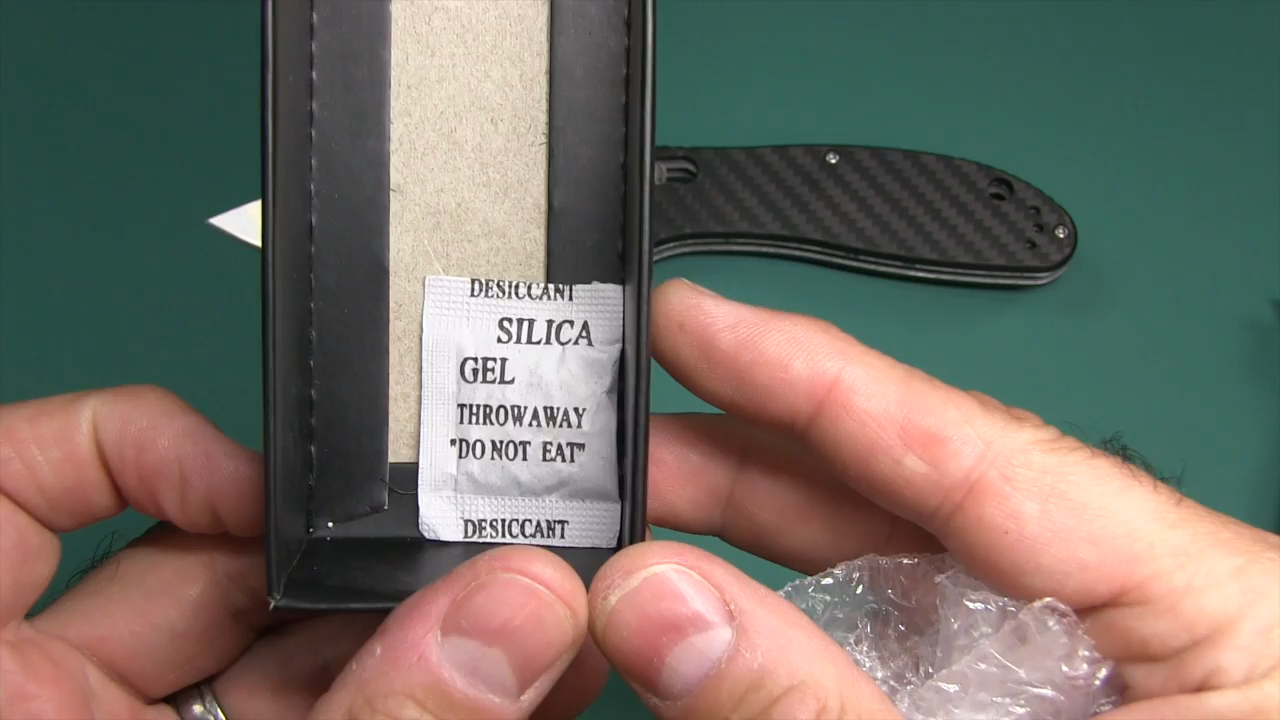 DESICCANT
SILICA
GEL
THROWAWAY
"DO NOT EAT"
DESICCANT